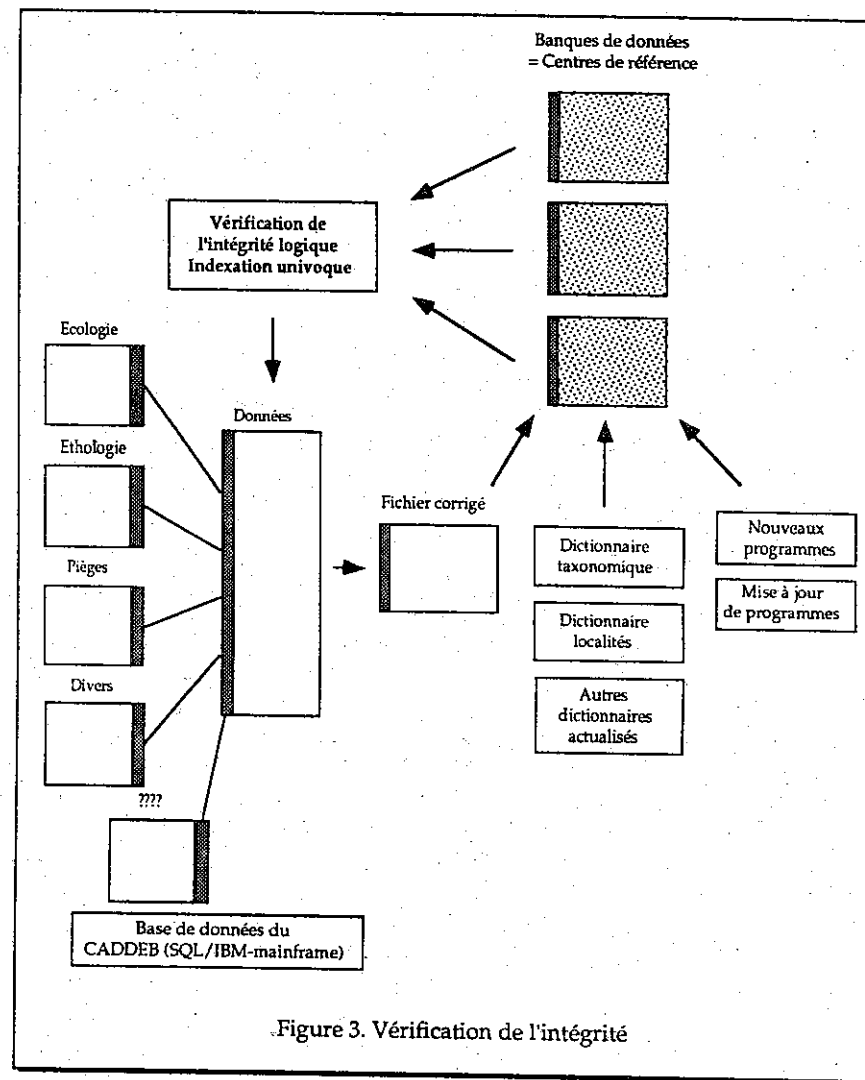 Banques de données
= Centres de référence
Vérification de
l'intégrité logique
Indexation univoque
Ecologie
Données
Ethologie
Fichier corrigé
Pièges
Divers
????
Dictionnaire
taxonomique
Dictionnaire
localités
Autres
dictionnaires
actualisés
Nouveaux
programmes
Mise à jour
de programmes
Base de données du
CADDEB (SQL/IBM-mainframe)
Figure 3. Vérification de l'intégrité